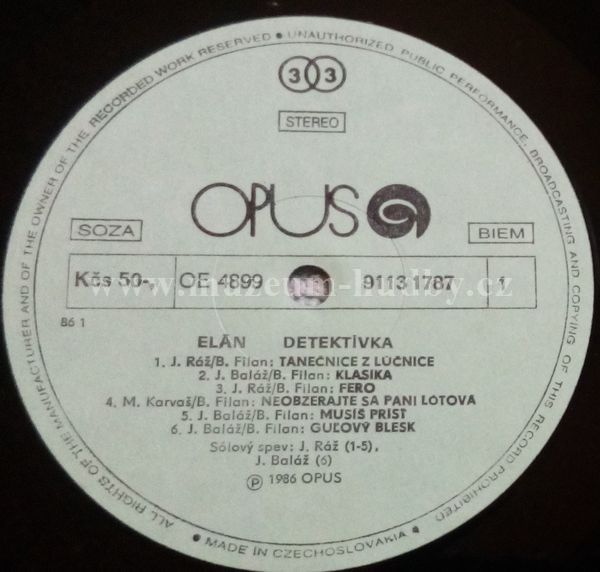 ALL RIGHTS OF THE MANUFACTURER AND OF THE OWNER OF THE RECORDED WORK RESERVED • UNAUTHORIZED PUBLIC PERFORMANCE, BROADCASTING AND COPYING OF THIS RECORD PROHIBITED
33
STEREO
OPUS
SOZA
BIEM
Kčs 50-, OE 4899 9113 1787 1
www.muzeum-hudby.cz
86 1
ELÁN DETEKTÍVKA
1. J. Ráž/B. Filan: TANEČNICE Z LÚČNICE
2. J. Baláž/B. Filan: KLASIKA
3. J. Ráž/B. Filan: FERO
4. M. Karvaš/B. Filan: NEOBZERAJTE SA PANI LÓTOVÁ
5. J. Baláž/B. Filan: MUSÍŠ PRÍSŤ
6. J. Baláž/B. Filan: GUĽOVÝ BLESK
Sólový spev: J. Ráž (1-5),
J. Baláž (6)
Ⓟ 1986 OPUS
• MADE IN CZECHOSLOVAKIA •